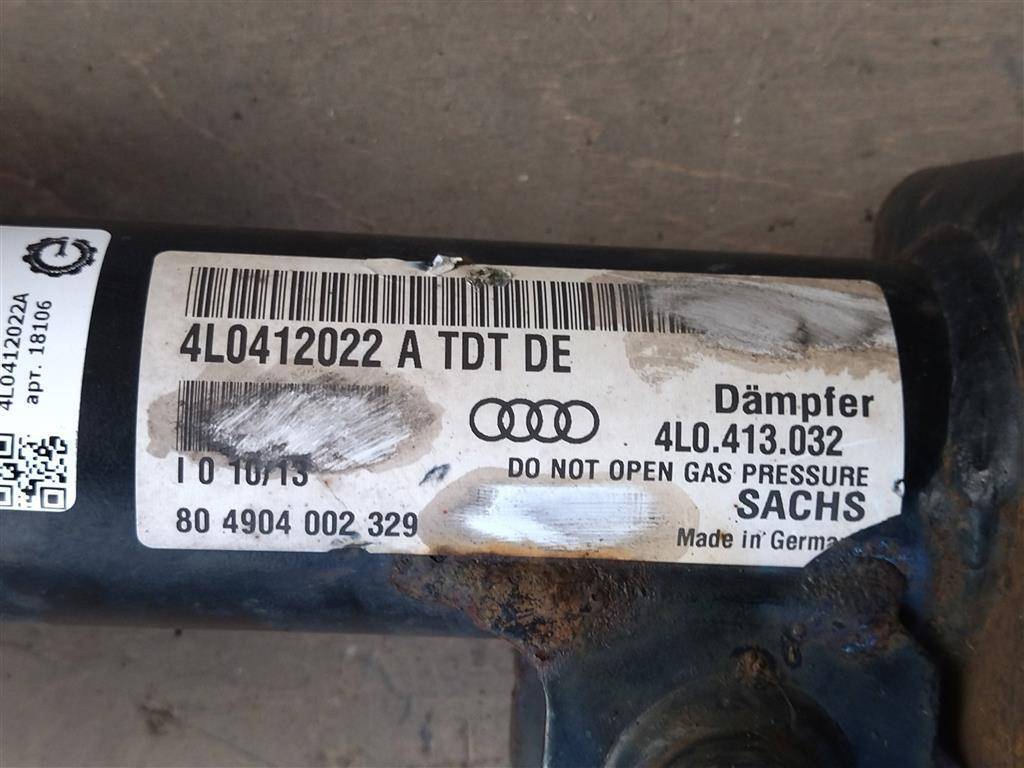 4L0412022A
арт. 18106
4L0412022 A TDT DE
Dämpfer
4L0.413.032
I 0 10/13
DO NOT OPEN GAS PRESSURE
SACHS
80 4904 002 329
Made in